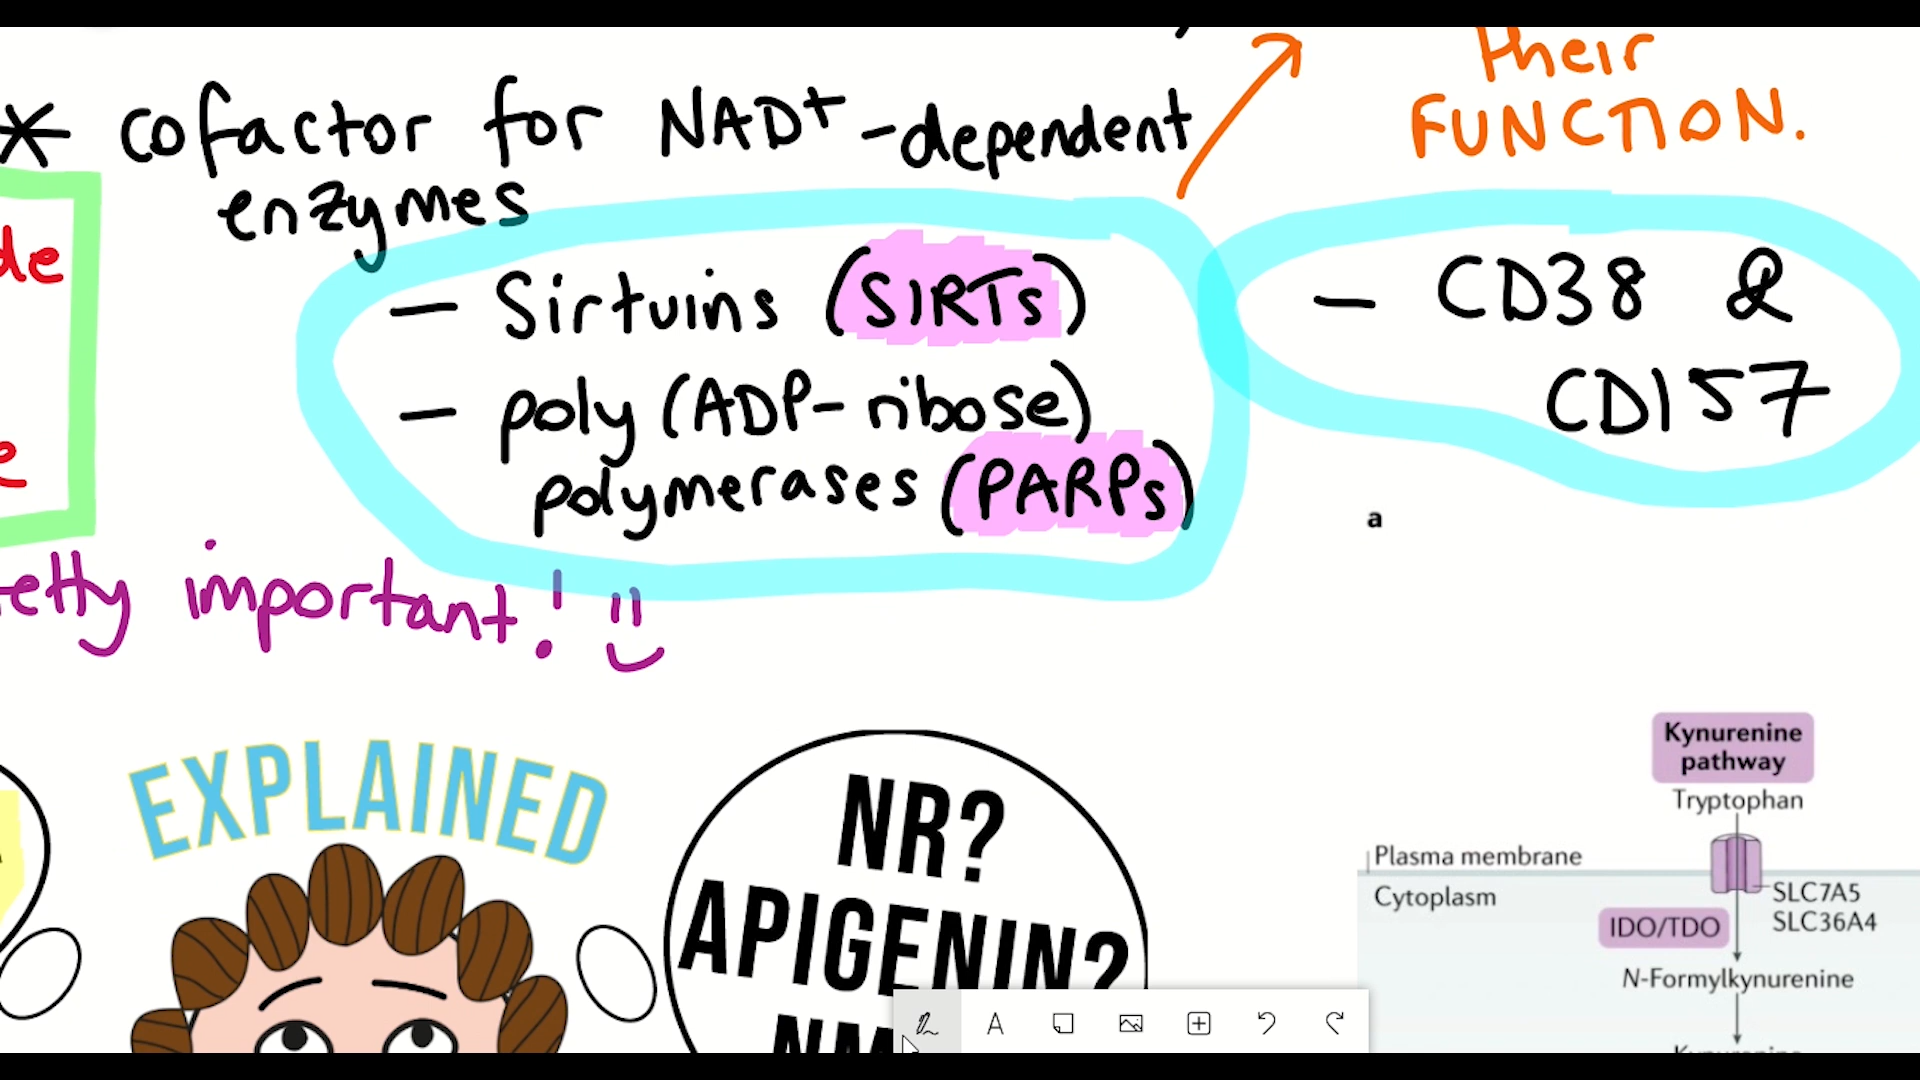 their
FUNCTION.
* cofactor for NAD+-dependent
enzymes
de
- Sirtuins (SIRTs)
- poly (ADP-ribose)
polymerases (PARPs)
- CD38 &
CD157
etty important! :)
a
EXPLAINED
NR?
APIGENIN?
Kynurenine
pathway
Tryptophan
Plasma membrane
Cytoplasm
SLC7A5
SLC36A4
IDO/TDO
N-Formylkynurenine